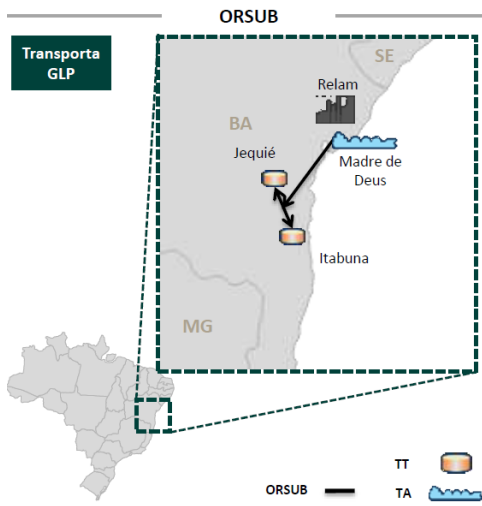 ORSUB
Transporta
GLP
SE
Relam
BA
Jequié
Madre de
Deus
Itabuna
MG
TT
ORSUB
TA